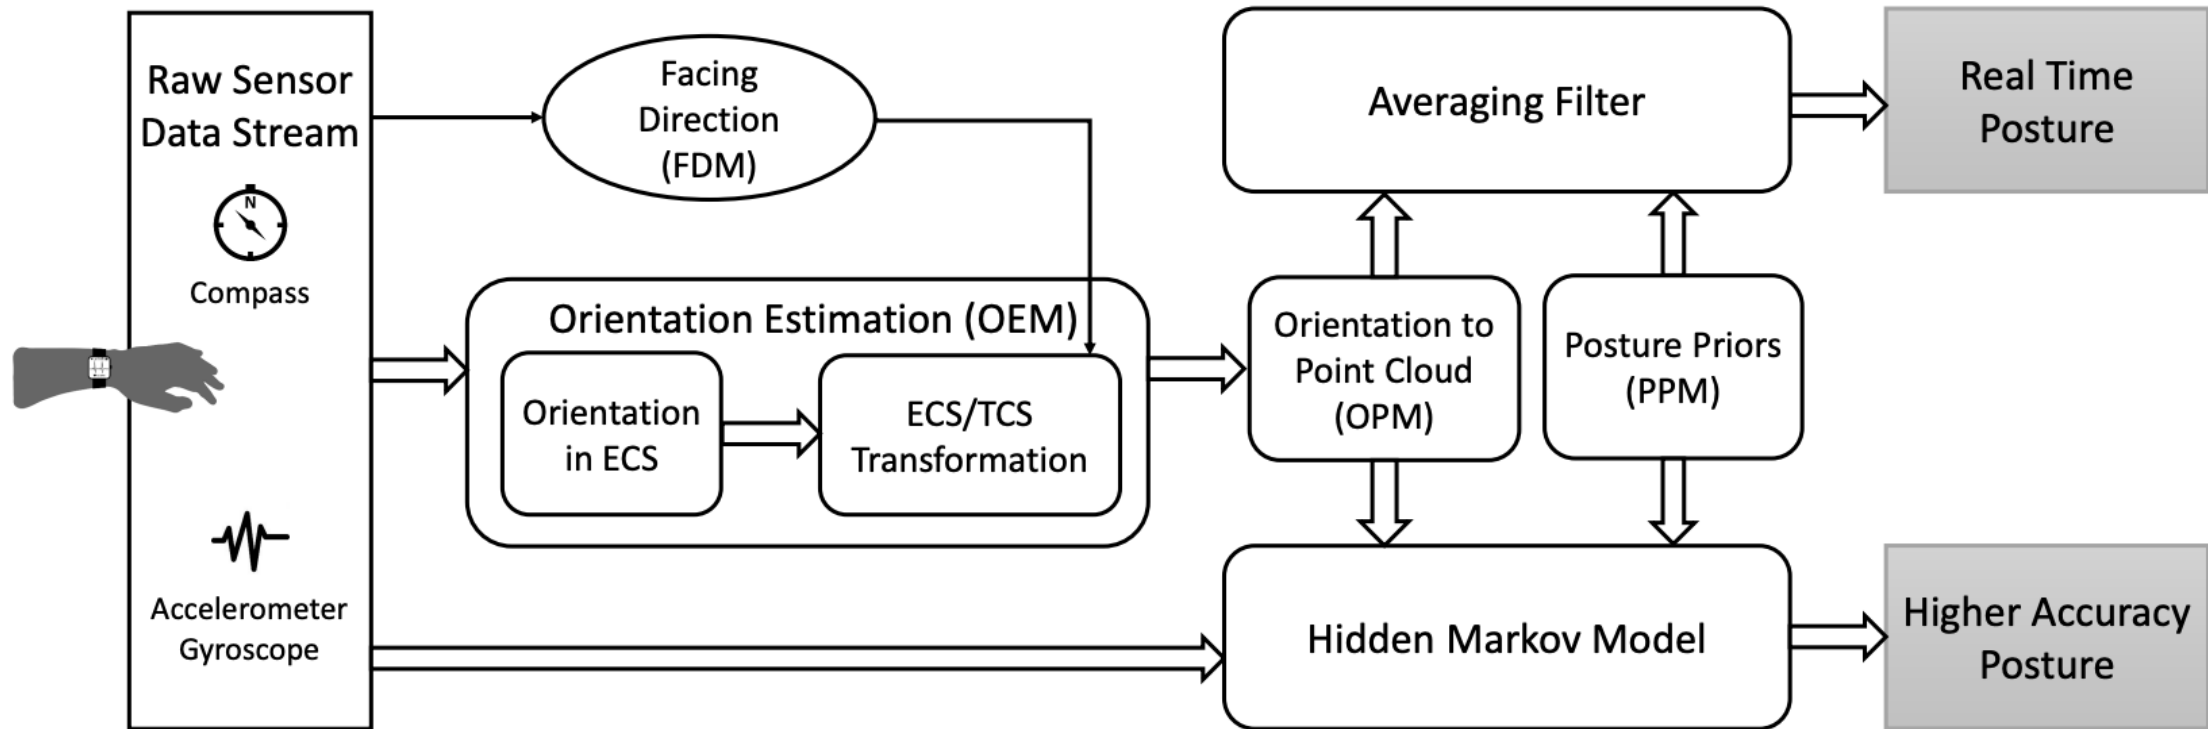 Raw Sensor
Data Stream
N
Compass
Accelerometer
Gyroscope
Facing
Direction
(FDM)
Orientation Estimation (OEM)
Orientation
in ECS
ECS/TCS
Transformation
Averaging Filter
Orientation to
Point Cloud
(OPM)
Posture Priors
(PPM)
Hidden Markov Model
Real Time
Posture
Higher Accuracy
Posture